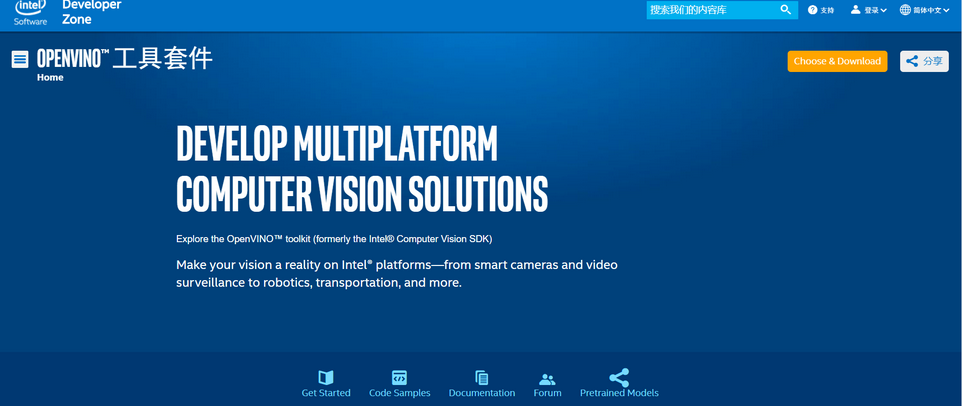 intel
Software
Developer
Zone
搜索我们的内容库
支持
登录
简体中文
OPENVINO™ 工具套件
Home
Choose & Download
分享
DEVELOP MULTIPLATFORM
COMPUTER VISION SOLUTIONS
Explore the OpenVINO™ toolkit (formerly the Intel® Computer Vision SDK)
Make your vision a reality on Intel® platforms—from smart cameras and video
surveillance to robotics, transportation, and more.
Get Started
Code Samples
Documentation
Forum
Pretrained Models